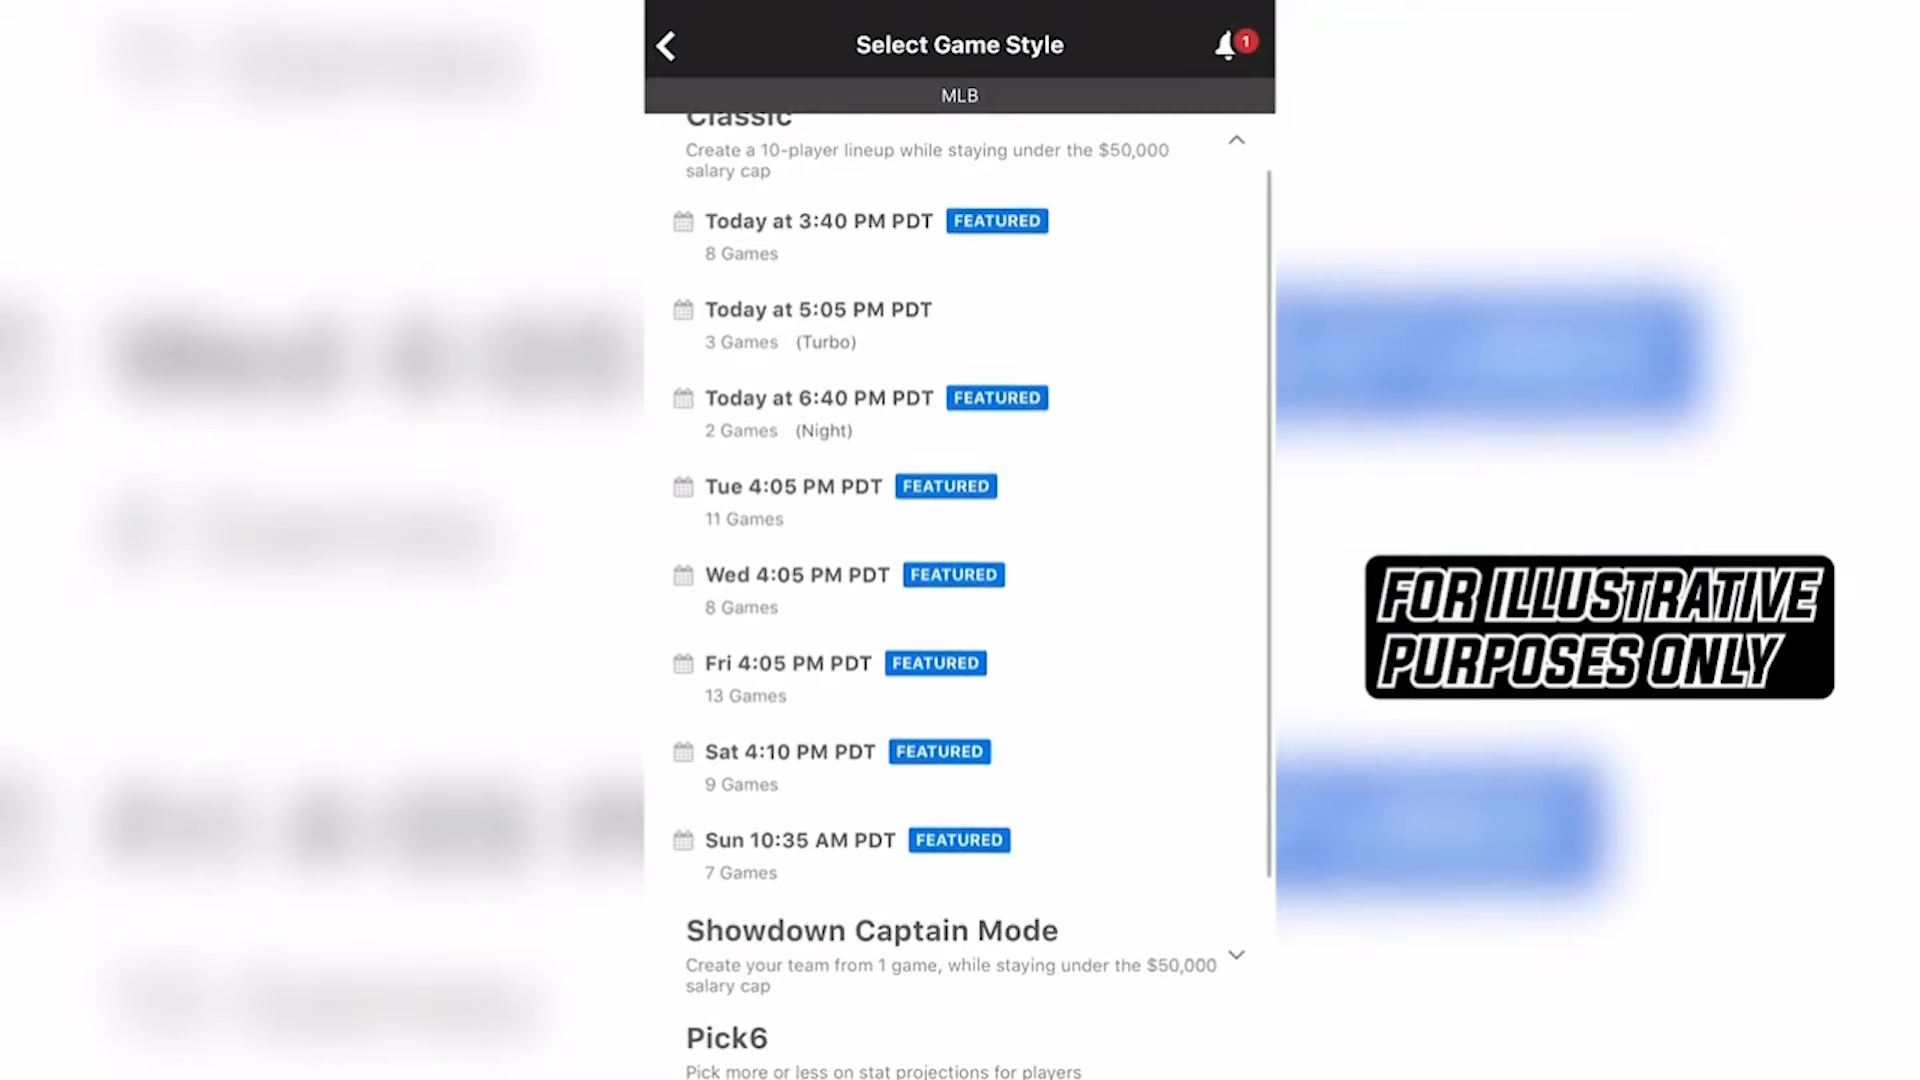 Select Game Style
1
MLB
Classic
Create a 10-player lineup while staying under the $50,000
salary cap
Today at 3:40 PM PDT FEATURED
8 Games
Today at 5:05 PM PDT
3 Games (Turbo)
Today at 6:40 PM PDT FEATURED
2 Games (Night)
Tue 4:05 PM PDT FEATURED
11 Games
Wed 4:05 PM PDT FEATURED
8 Games
Fri 4:05 PM PDT FEATURED
13 Games
Sat 4:10 PM PDT FEATURED
9 Games
Sun 10:35 AM PDT FEATURED
7 Games
Showdown Captain Mode
Create your team from 1 game, while staying under the $50,000
salary cap
Pick6
Pick more or less on stat projections for players
FOR ILLUSTRATIVE
PURPOSES ONLY